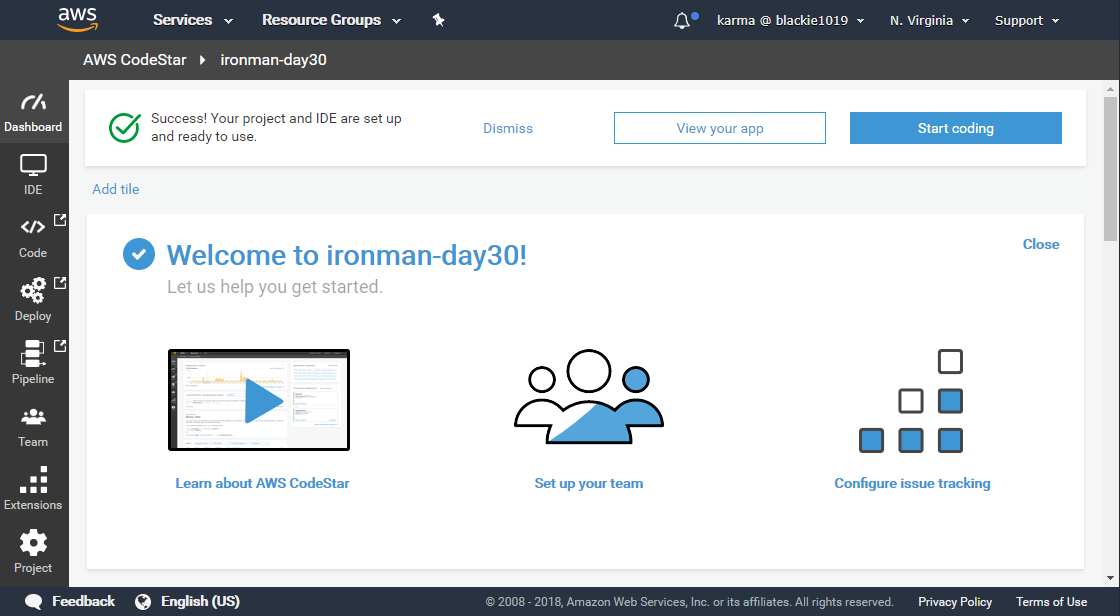 aws Services Resource Groups karma @ blackie1019 N. Virginia Support
AWS CodeStar ironman-day30
Dashboard
IDE
Code
Deploy
Pipeline
Team
Extensions
Project
Success! Your project and IDE are set up
and ready to use.
Dismiss
View your app
Start coding
Add tile
Welcome to ironman-day30!
Close
Let us help you get started.
Learn about AWS CodeStar
Set up your team
Configure issue tracking
Feedback English (US) © 2008 - 2018, Amazon Web Services, Inc. or its affiliates. All rights reserved. Privacy Policy Terms of Use